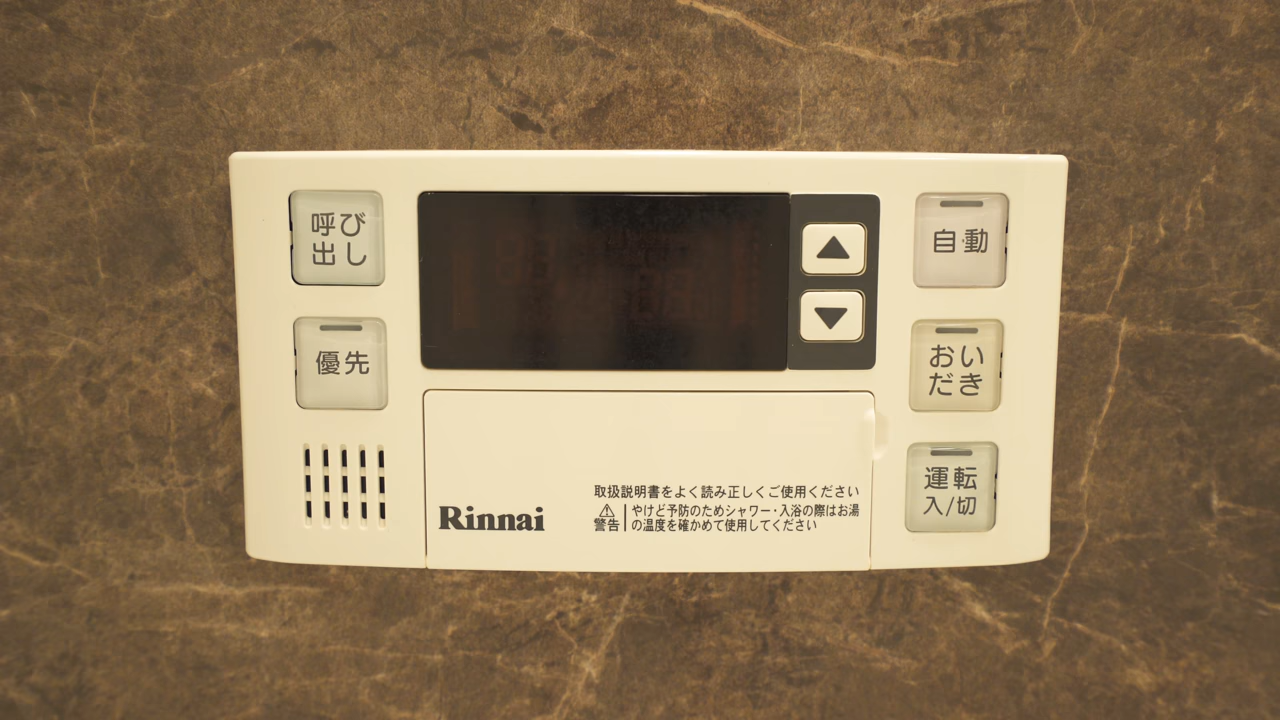 呼び
出し
優先
自動
おい
だき
運転
入/切
Rinnai
取扱説明書をよく読み正しくご使用ください
警告
やけど予防のためシャワー・入浴の際はお湯
の温度を確かめて使用してください